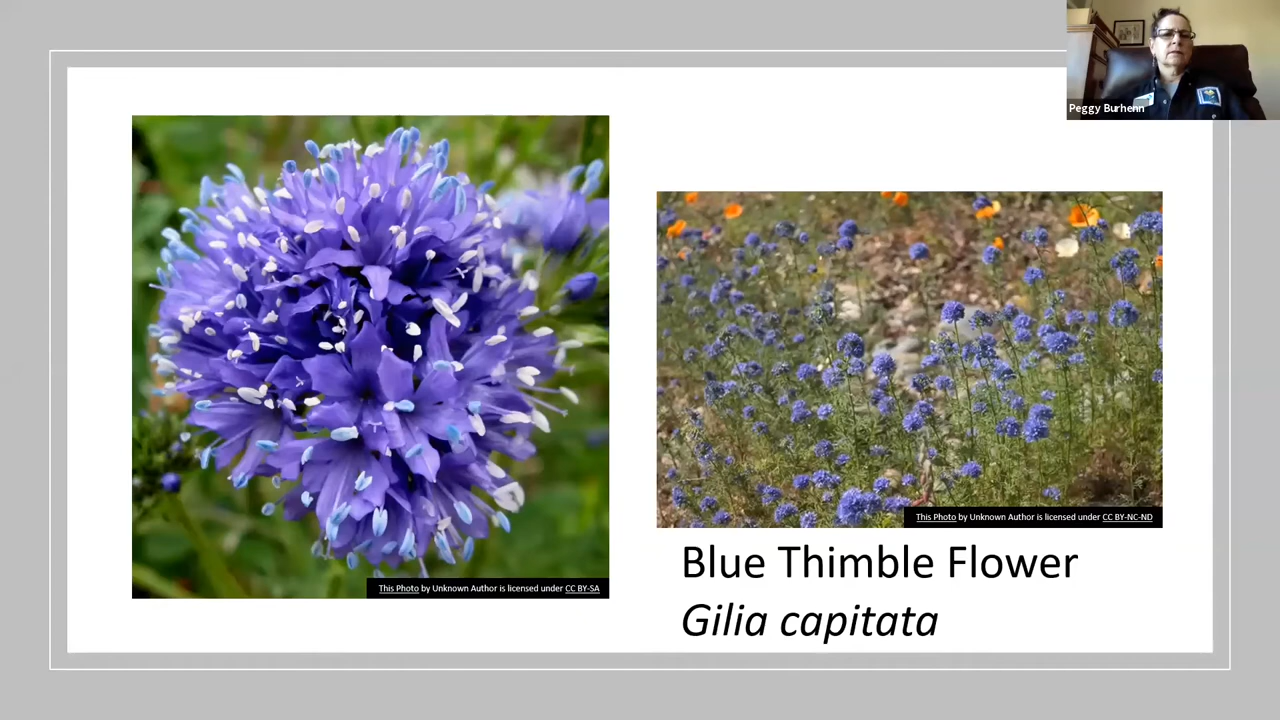 Peggy Burhenn
This Photo by Unknown Author is licensed under CC BY-NC-ND
Blue Thimble Flower
This Photo by Unknown Author is licensed under CC BY-SA
Gilia capitata